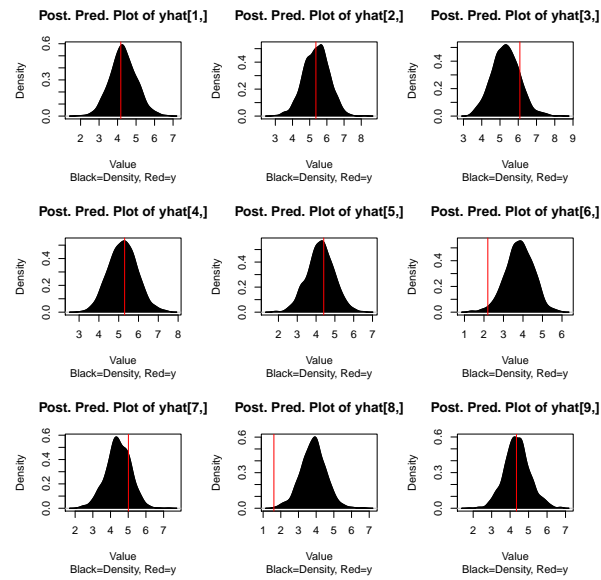 Post. Pred. Plot of yhat[1,]
Density
0.0 0.3 0.6
2 3 4 5 6 7
Value
Black=Density, Red=y
Post. Pred. Plot of yhat[2,]
Density
0.0 0.2 0.4
3 4 5 6 7 8
Value
Black=Density, Red=y
Post. Pred. Plot of yhat[3,]
Density
0.0 0.2 0.4
3 4 5 6 7 8 9
Value
Black=Density, Red=y
Post. Pred. Plot of yhat[4,]
Density
0.0 0.2 0.4
3 4 5 6 7 8
Value
Black=Density, Red=y
Post. Pred. Plot of yhat[5,]
Density
0.0 0.2 0.4
2 3 4 5 6 7
Value
Black=Density, Red=y
Post. Pred. Plot of yhat[6,]
Density
0.0 0.2 0.4
1 2 3 4 5 6
Value
Black=Density, Red=y
Post. Pred. Plot of yhat[7,]
Density
0.0 0.3 0.6
2 3 4 5 6 7
Value
Black=Density, Red=y
Post. Pred. Plot of yhat[8,]
Density
0.0 0.3 0.6
1 2 3 4 5 6 7
Value
Black=Density, Red=y
Post. Pred. Plot of yhat[9,]
Density
0.0 0.3 0.6
2 3 4 5 6 7
Value
Black=Density, Red=y